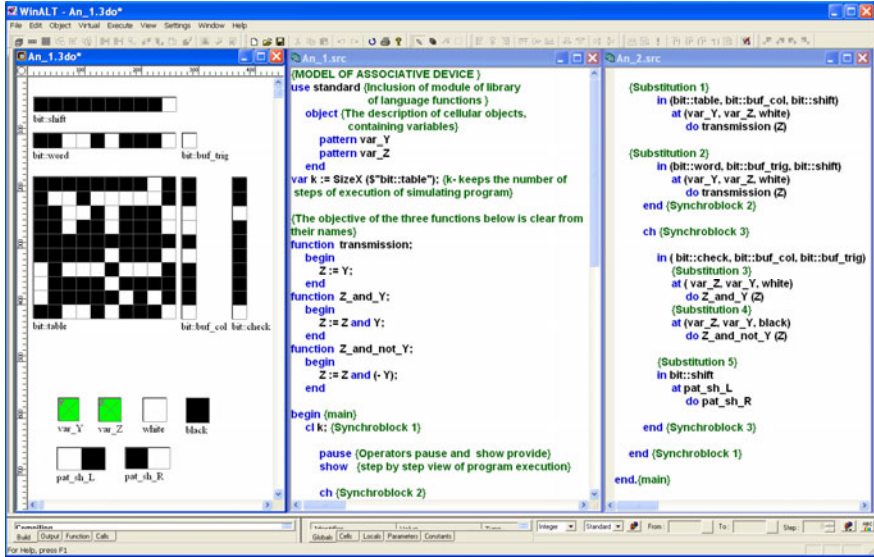 WinALT - An_1.3do*
File Edit Object Virtual Execute View Settings Window Help
An_1.3do*
bit::shift
bit::word
bit::buf_trig
bit::table
bit::buf_col
bit::check
var_Y
var_Z
white
black
pat_sh_L
pat_sh_R
An_1.src
{MODEL OF ASSOCIATIVE DEVICE }
use standard {Inclusion of module of library
of language functions }
object {The description of cellular objects,
containing variables}
pattern var_Y
pattern var_Z
end
var k := SizeX ($"bit::table"); {k- keeps the number of
steps of execution of simulating program}
{The objective of the three functions below is clear from
their names}
function transmission;
begin
Z := Y;
end
function Z_and_Y;
begin
Z := Z and Y;
end
function Z_and_not_Y;
begin
Z := Z and (- Y);
end
begin {main}
cl k; {Synchroblock 1}
pause {Operators pause and show provide}
show {step by step view of program execution}
ch {Synchroblock 2}
An_2.src
{Substitution 1}
in (bit::table, bit::buf_col, bit::shift)
at (var_Y, var_Z, white)
do transmission (Z)
{Substitution 2}
in (bit::word, bit::buf_trig, bit::shift)
at (var_Y, var_Z, white)
do transmission (Z)
end {Synchroblock 2}
ch {Synchroblock 3}
in ( bit::check, bit::buf_col, bit::buf_trig)
{Substitution 3}
at ( var_Z, var_Y, white)
do Z_and_Y (Z)
{Substitution 4}
at (var_Z, var_Y, black)
do Z_and_not_Y (Z)
{Substitution 5}
in bit::shift
at pat_sh_L
do pat_sh_R
end {Synchroblock 3}
end {Synchroblock 1}
end.{main}
Build Output Function Calls
Globals Cells Locals Parameters Constants
Integer Standard From : To : Step :
For Help, press F1